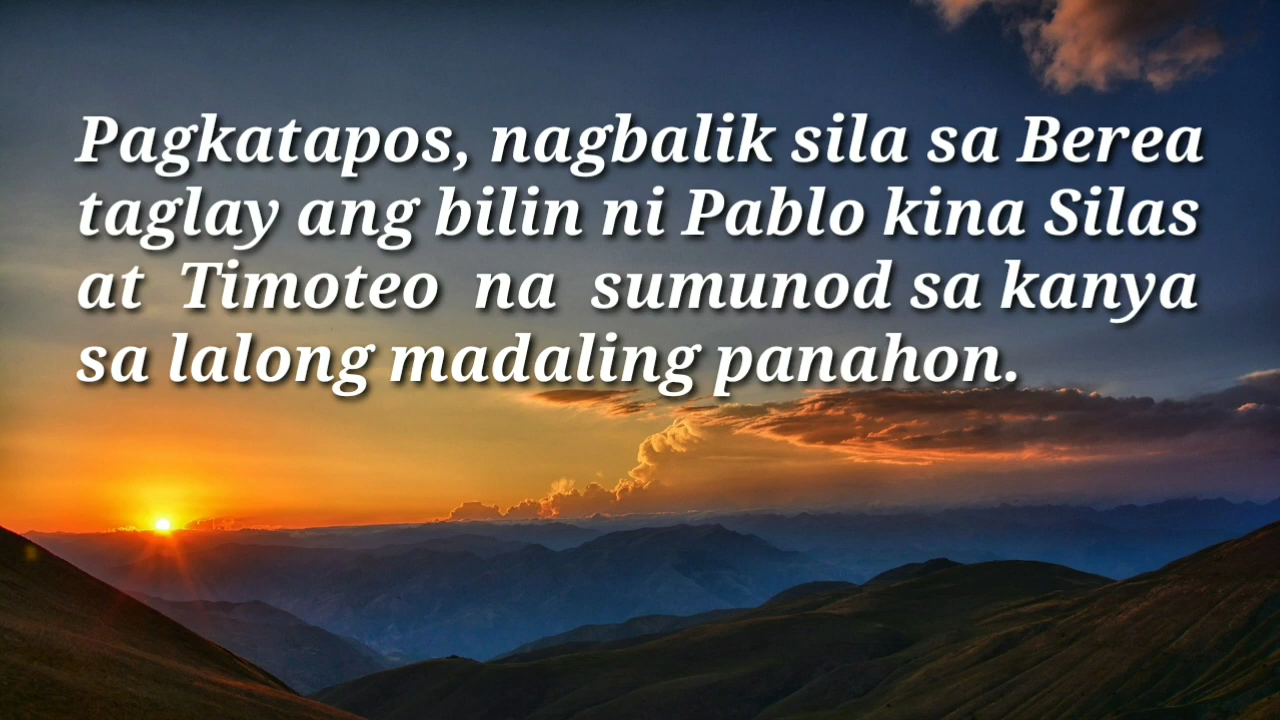 Pagkatapos, nagbalik sila sa Berea
taglay ang bilin ni Pablo kina Silas
at Timoteo na sumunod sa kanya
sa lalong madaling panahon.